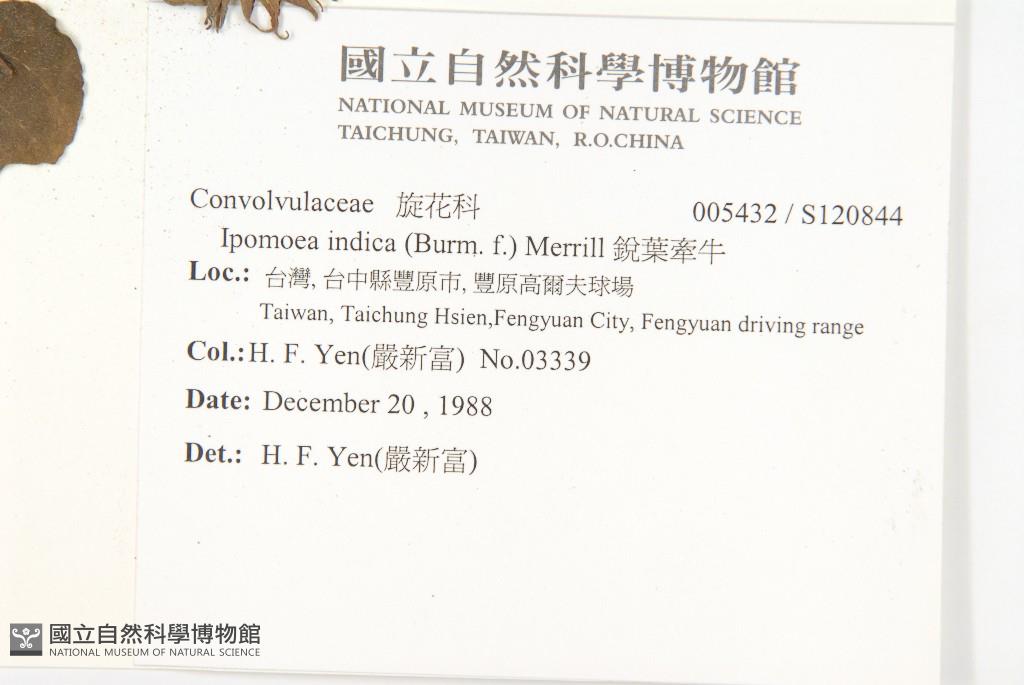 國立自然科學博物館
NATIONAL MUSEUM OF NATURAL SCIENCE
TAICHUNG, TAIWAN, R.O.CHINA
Convolvulaceae 旋花科 005432 / S120844
Ipomoea indica (Burm. f.) Merrill 銳葉牽牛
Loc.: 台灣, 台中縣豐原市, 豐原高爾夫球場
Taiwan, Taichung Hsien,Fengyuan City, Fengyuan driving range
Col.: H. F. Yen(嚴新富) No.03339
Date: December 20 , 1988
Det.: H. F. Yen(嚴新富)
國立自然科學博物館
NATIONAL MUSEUM OF NATURAL SCIENCE